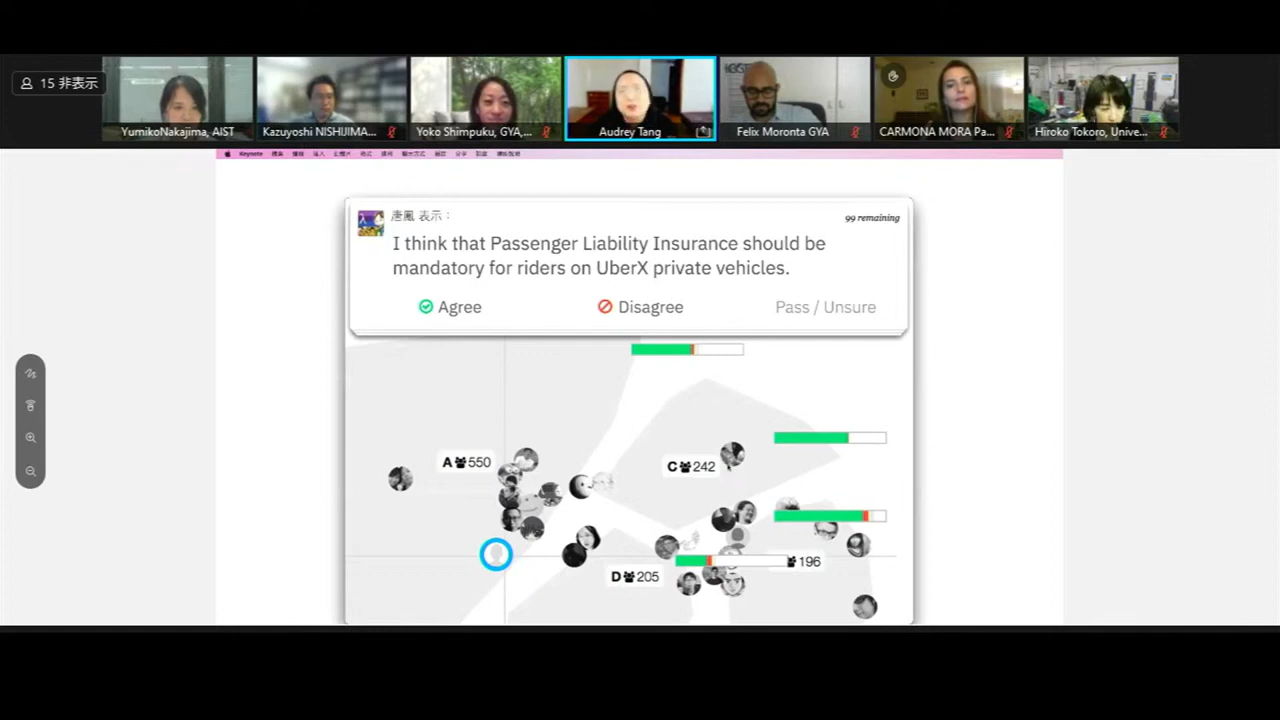 15 非表示
YumikoNakajima, AIST
Kazuyoshi NISHIJIMA...
Yoko Shimpuku, GYA,...
Audrey Tang
Felix Moronta GYA
CARMONA MORA Pa...
Hiroko Tokoro, Unive...
Keynote
唐鳳 表示：
99 remaining
I think that Passenger Liability Insurance should be
mandatory for riders on UberX private vehicles.
Agree
Disagree
Pass / Unsure
A 550
C 242
D 205
196